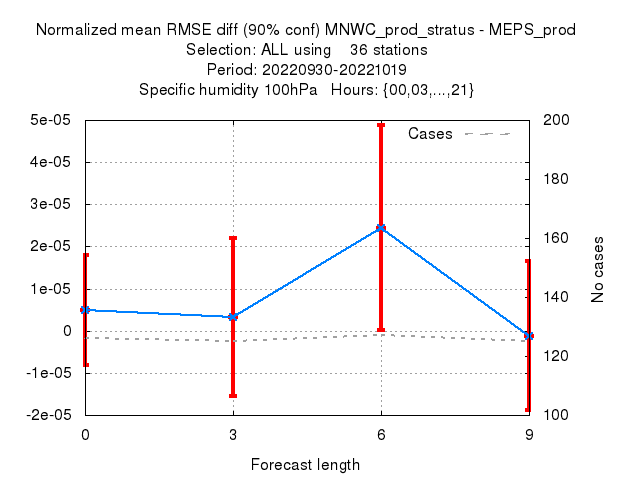 Normalized mean RMSE diff (90% conf) MNWC_prod_stratus - MEPS_prod
Selection: ALL using    36 stations
Period: 20220930-20221019
Specific humidity 100hPa   Hours: {00,03,...,21}
5e-05
4e-05
3e-05
2e-05
1e-05
0
-1e-05
-2e-05
Cases
200
180
160
140
120
100
No cases
0
3
6
9
Forecast length